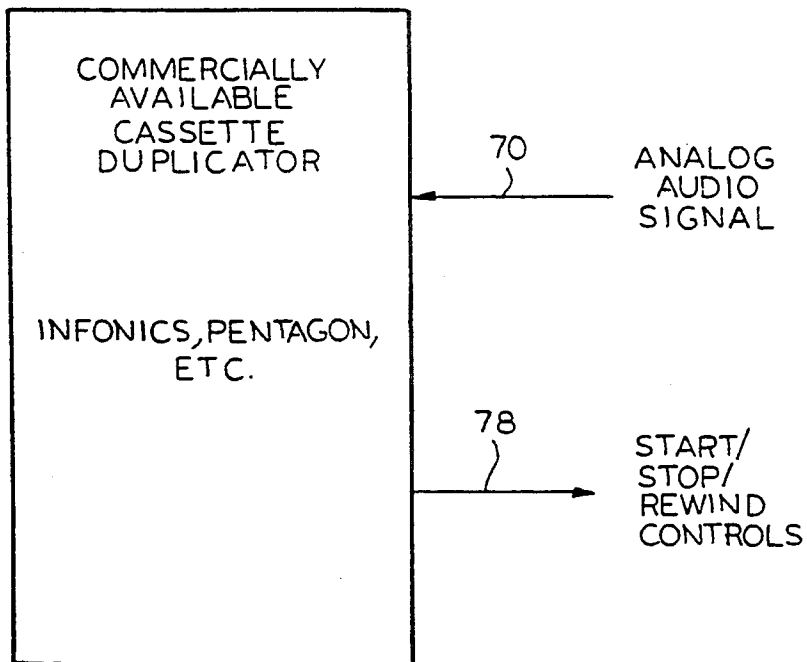 COMMERCIALLY
AVAILABLE
CASSETTE
DUPLICATOR
70
ANALOG
AUDIO
SIGNAL
INFONICS, PENTAGON,
ETC.
78
START/
STOP/
REWIND
CONTROLS